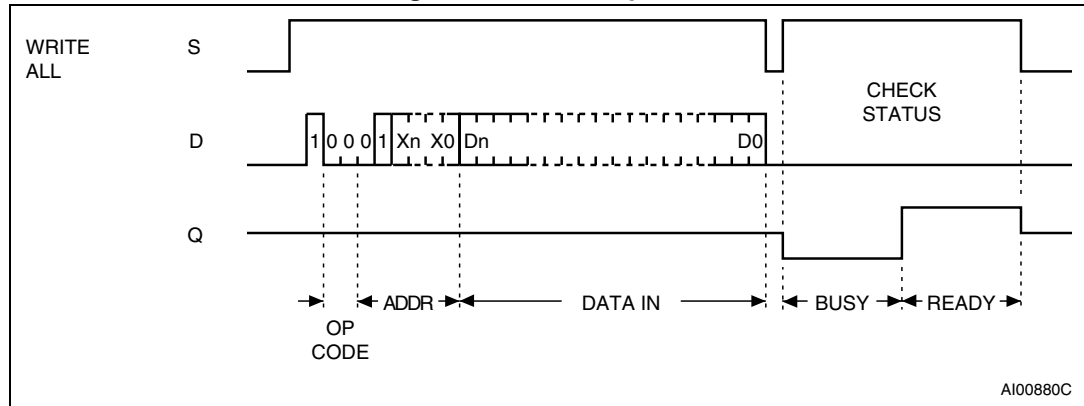 WRITE ALL
S
CHECK STATUS
D
1 0 0 0 1 Xn X0 Dn D0
Q
ADDR DATA IN BUSY READY
OP CODE
AI00880C